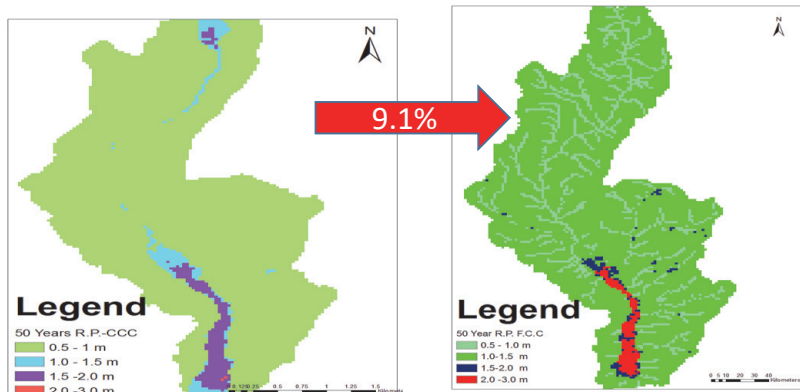 N
Legend
50 Years R.P.-CCC
0.5 - 1 m
1.0 - 1.5 m
1.5 -2.0 m
2.0 -3.0 m
9.1%
N
Legend
50 Year R.P. F.C.C
0.5 - 1.0 m
1.0-1.5 m
1.5-2.0 m
2.0 -3.0 m
0 5 10 20 30 40
Kilometers